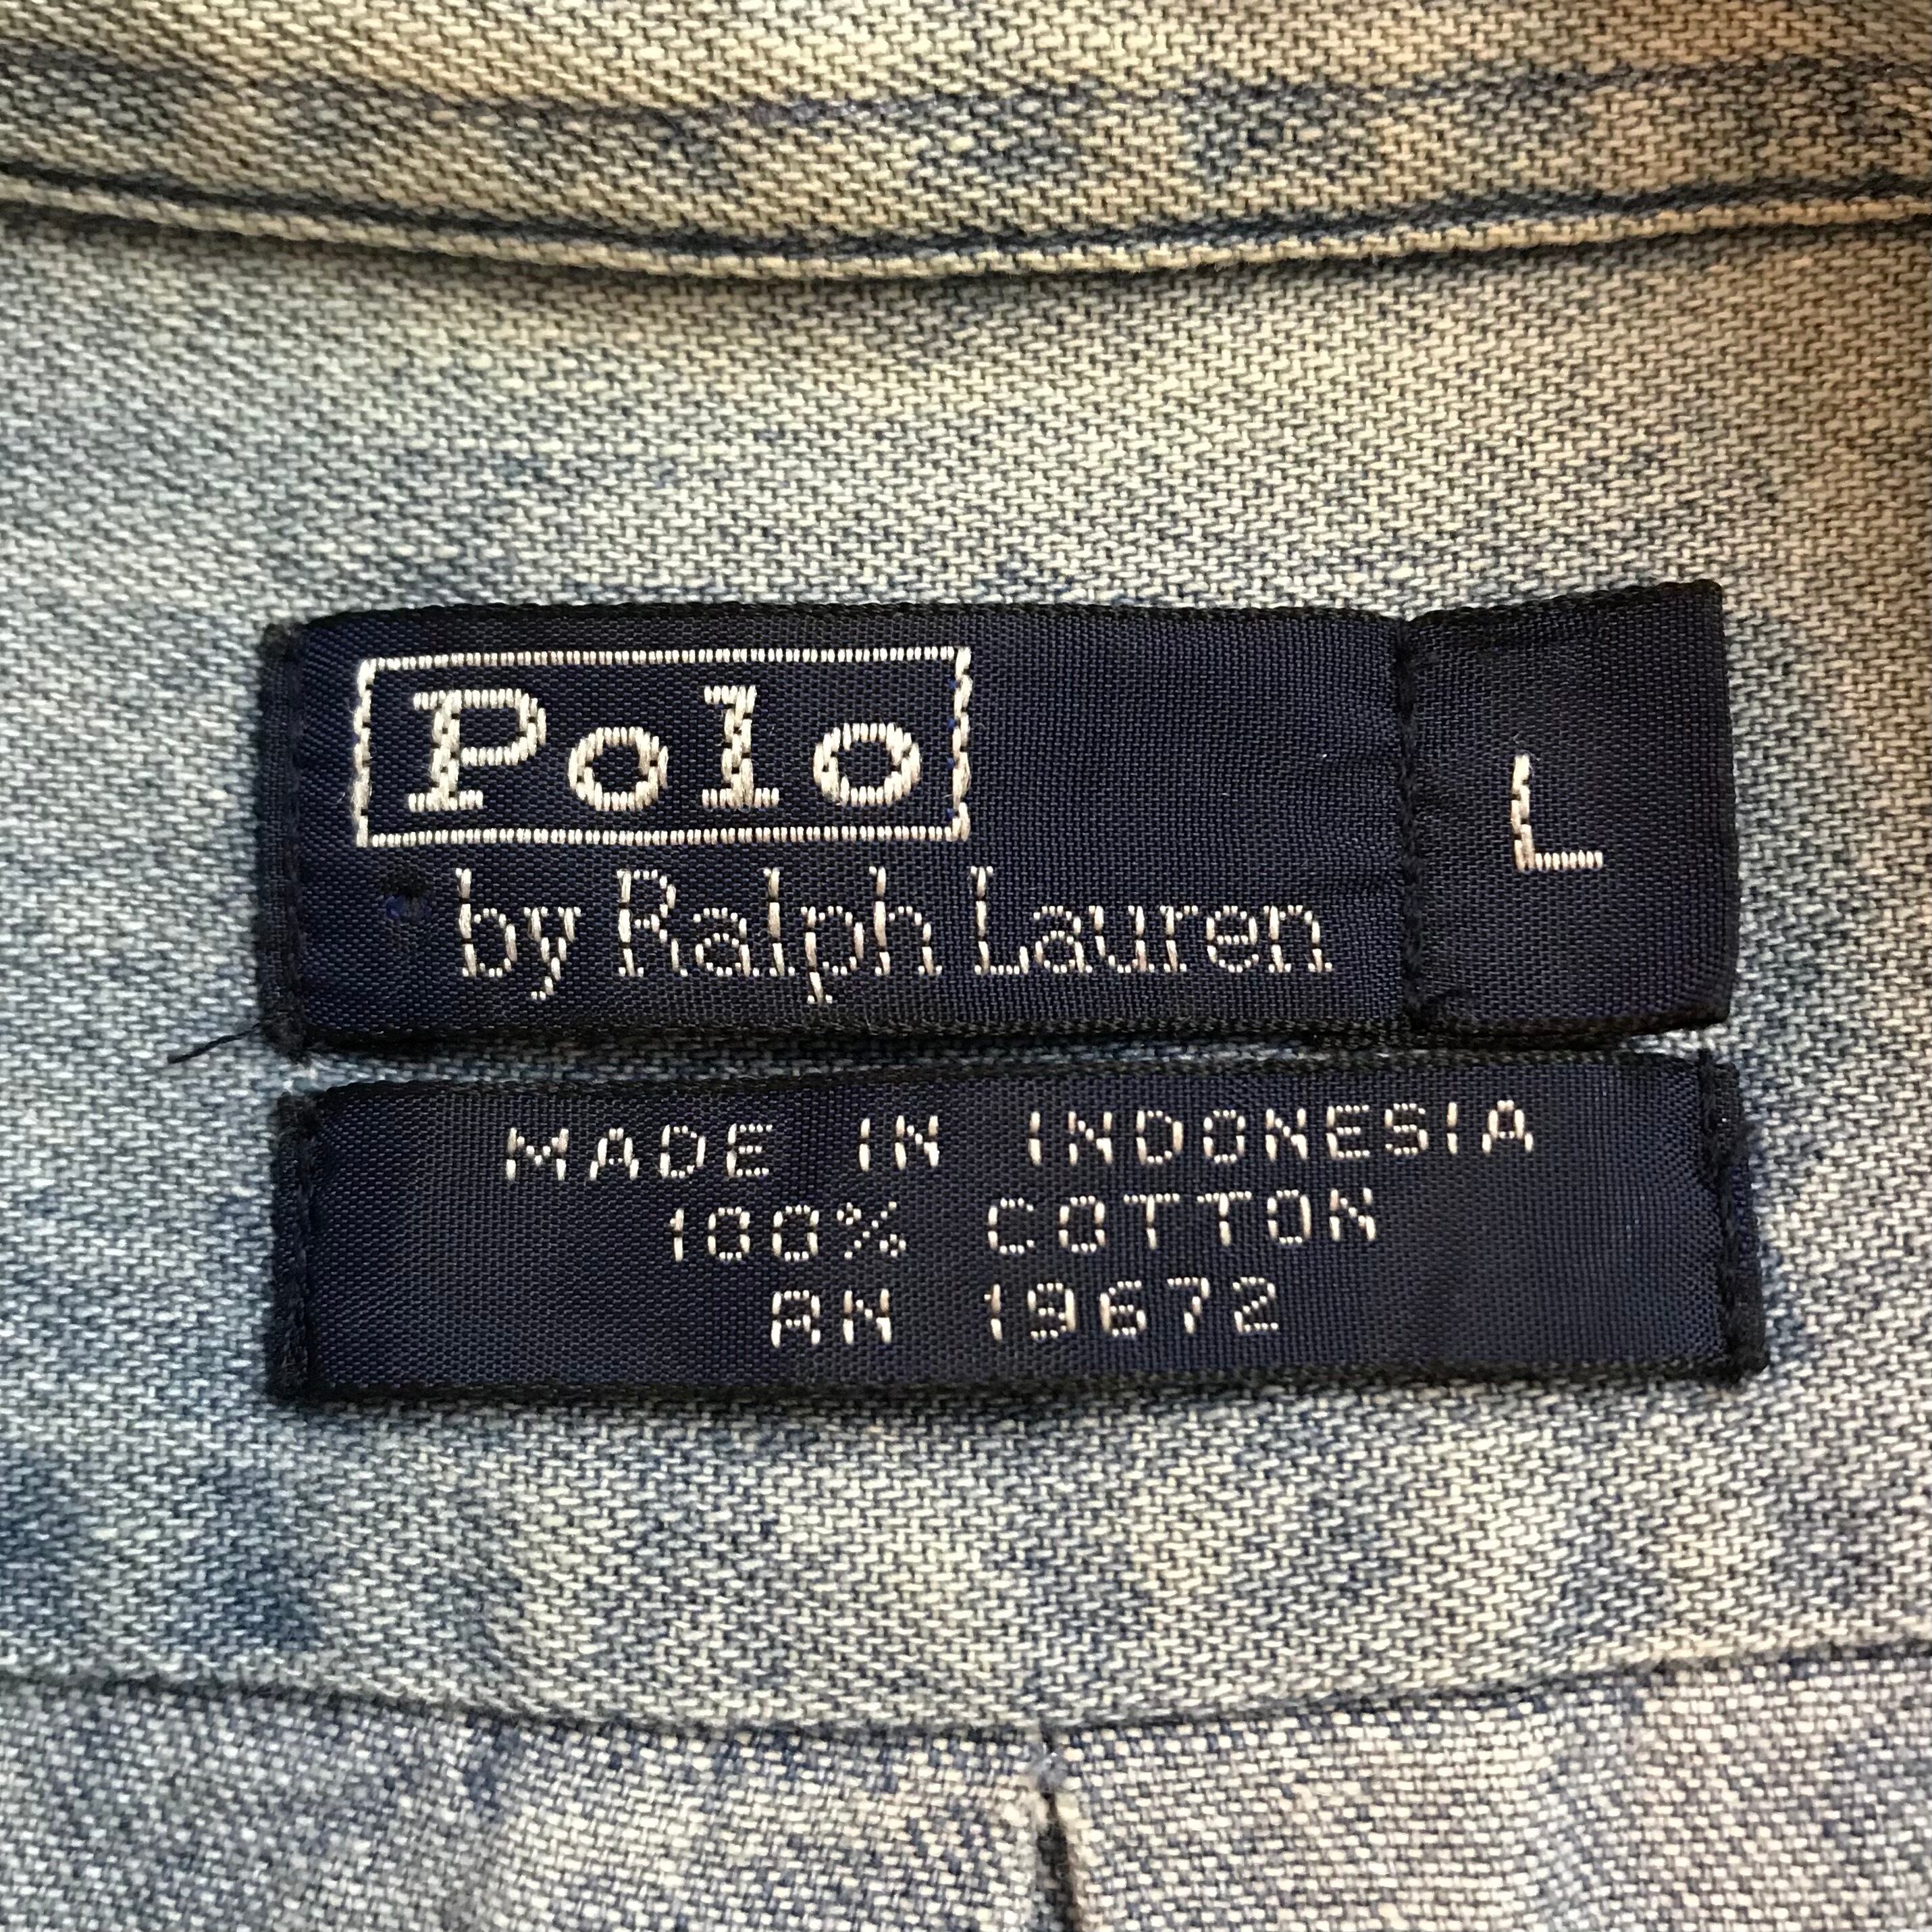 Polo
by Ralph Lauren
L
MADE IN INDONESIA
100% COTTON
RN 19672